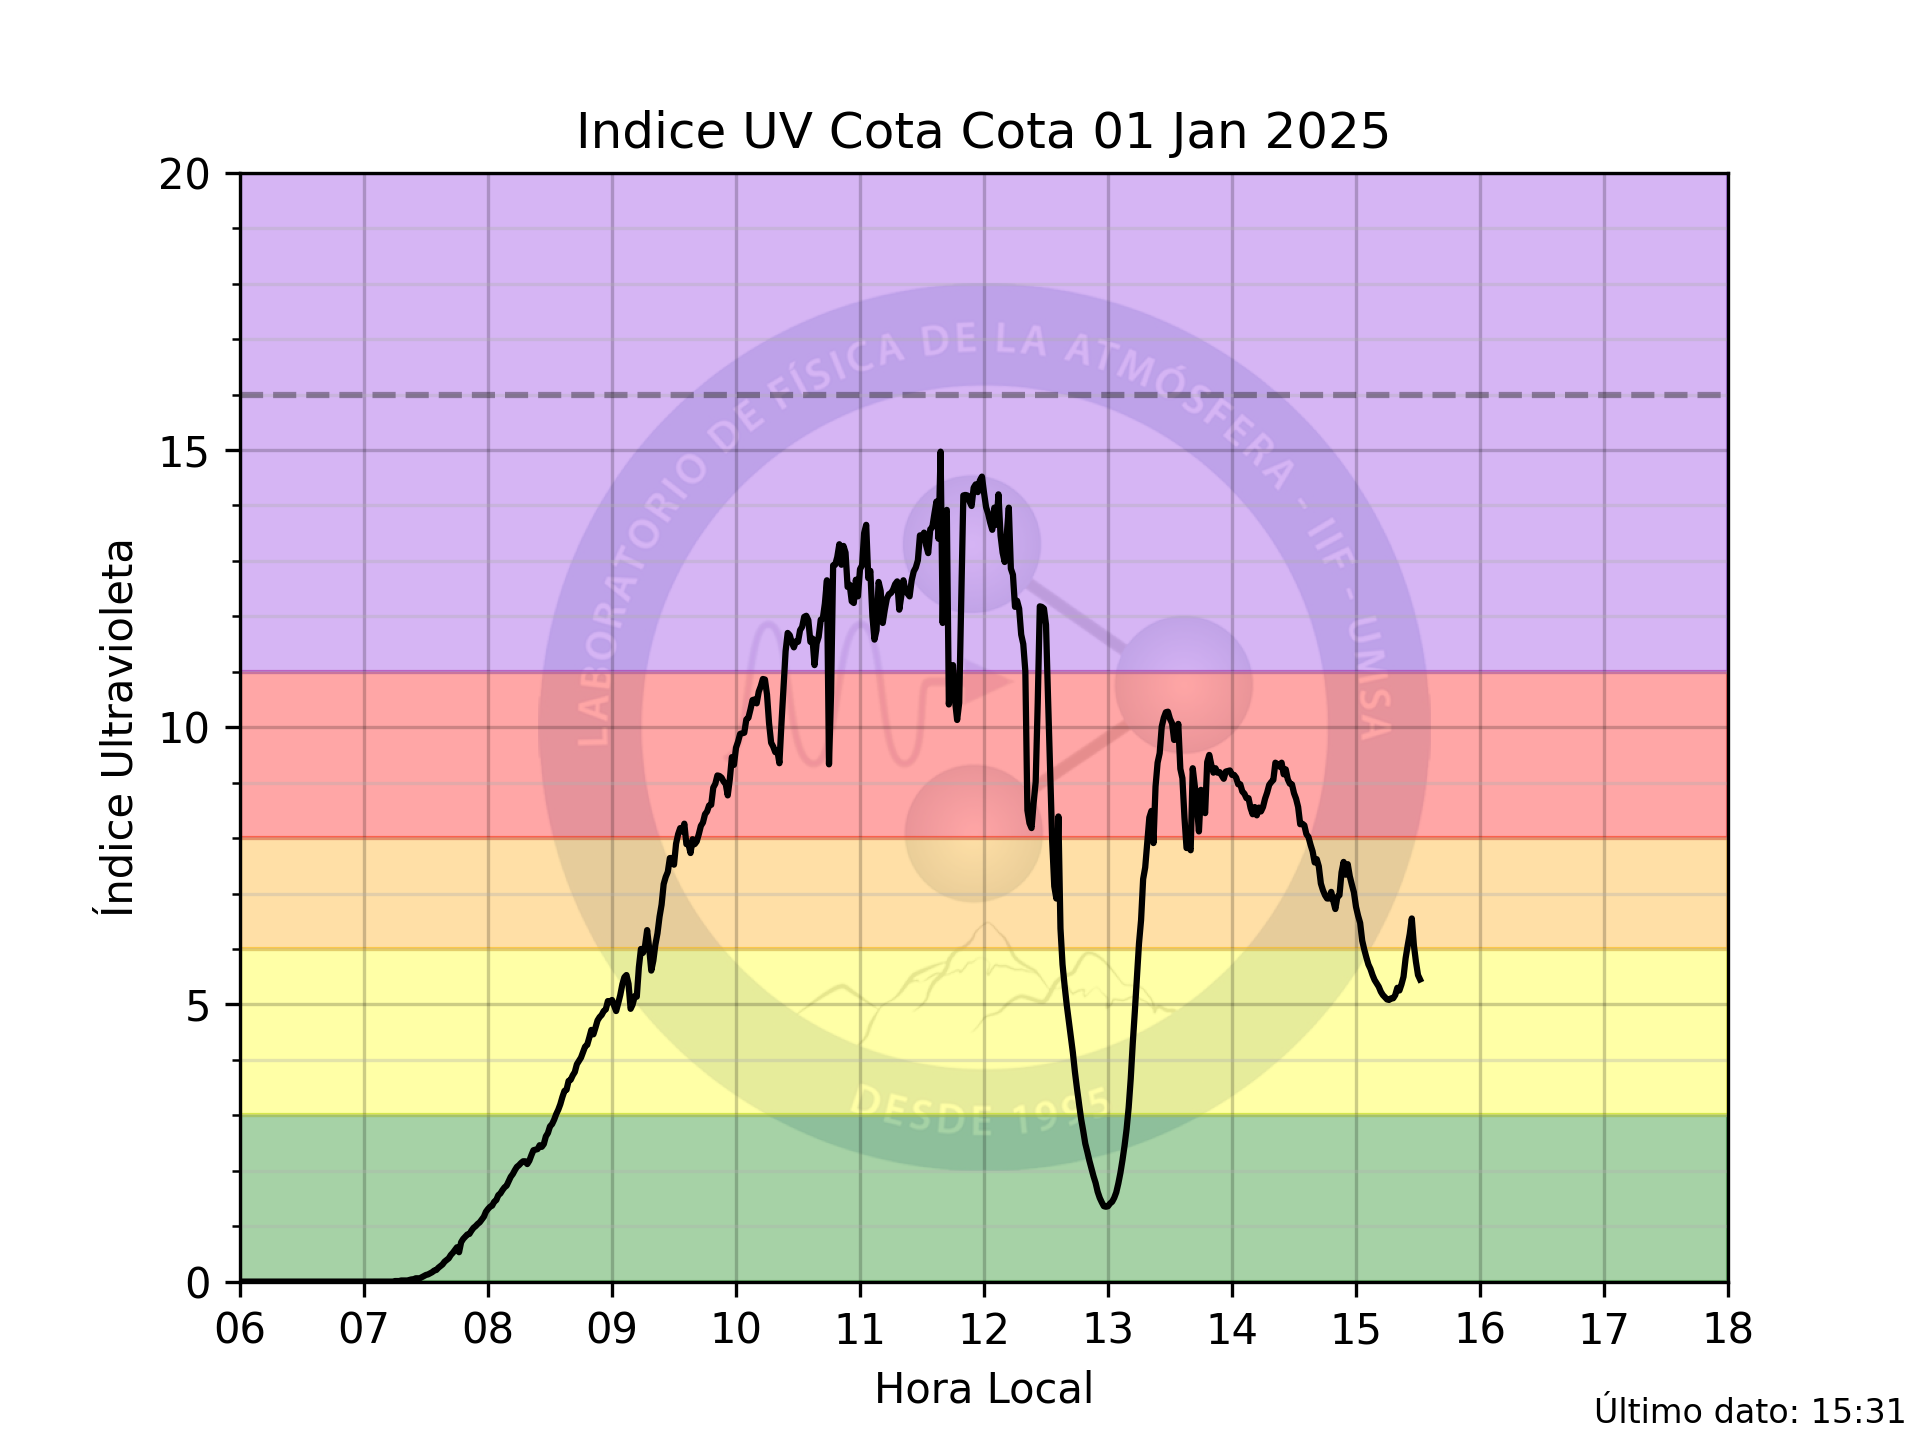 Indice UV Cota Cota 01 Jan 2025
20
15
10
5
0
Índice Ultravioleta
LABORATORIO DE FÍSICA DE LA ATMÓSFERA - IIF - UMSA
DESDE 1995
06 07 08 09 10 11 12 13 14 15 16 17 18
Hora Local
Último dato: 15:31